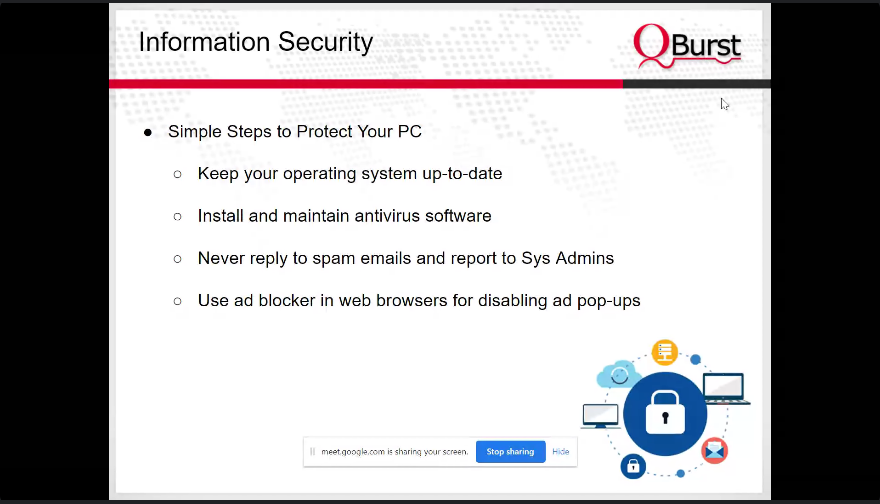 Information Security
QBurst
● Simple Steps to Protect Your PC
○ Keep your operating system up-to-date
○ Install and maintain antivirus software
○ Never reply to spam emails and report to Sys Admins
○ Use ad blocker in web browsers for disabling ad pop-ups
meet.google.com is sharing your screen. Stop sharing Hide